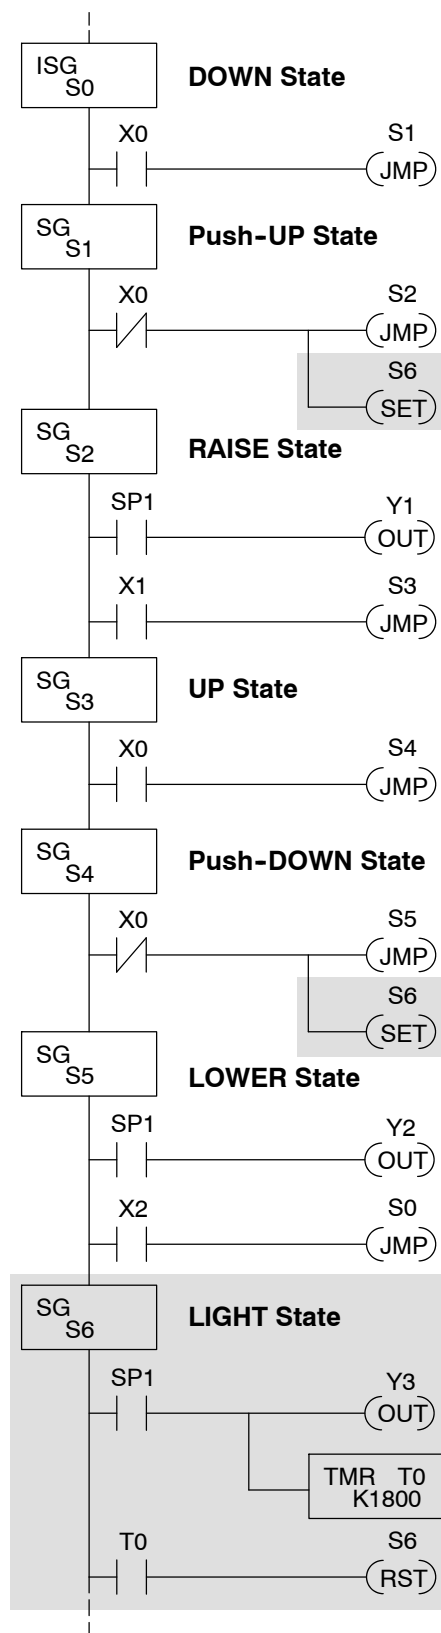 ISG
S0
DOWN State
X0
S1
JMP
SG
S1
Push-UP State
X0
S2
JMP
S6
SET
SG
S2
RAISE State
SP1
Y1
OUT
X1
S3
JMP
SG
S3
UP State
X0
S4
JMP
SG
S4
Push-DOWN State
X0
S5
JMP
S6
SET
SG
S5
LOWER State
SP1
Y2
OUT
X2
S0
JMP
SG
S6
LIGHT State
SP1
Y3
OUT
TMR T0
K1800
T0
S6
RST